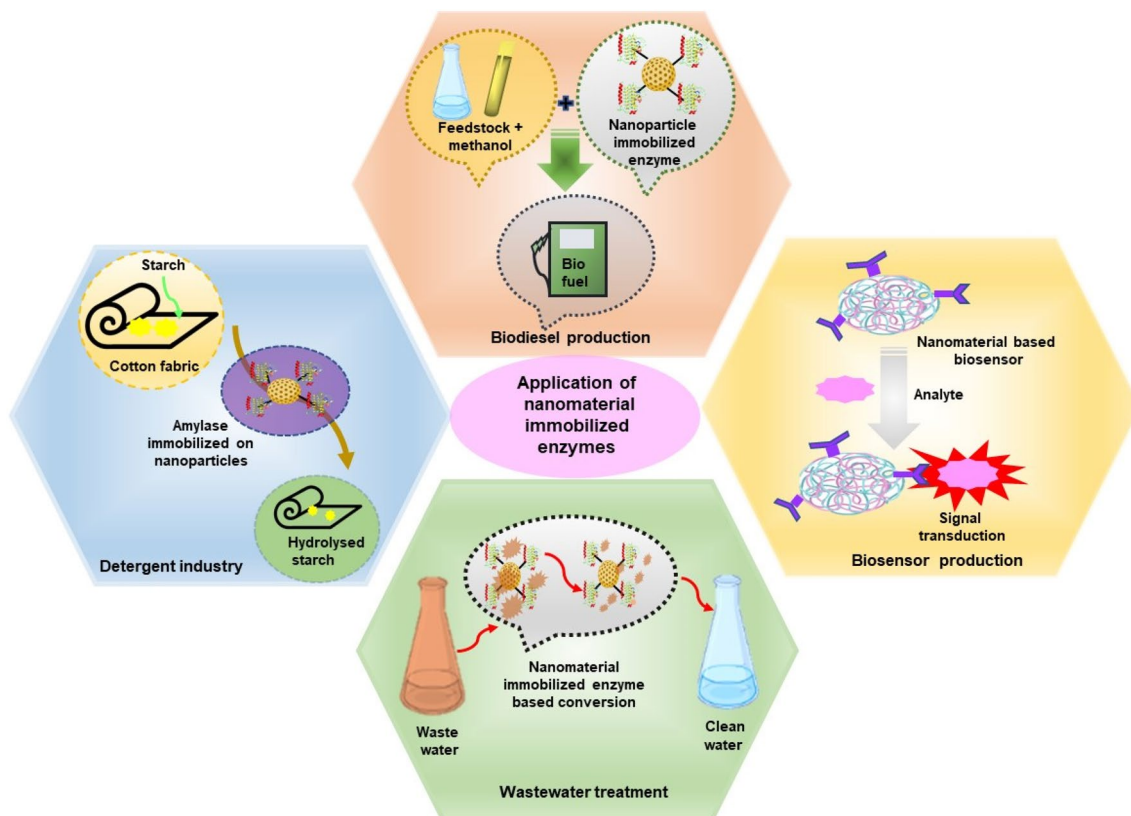 Feedstock +
methanol
+
Nanoparticle
immobilized
enzyme
Bio
fuel
Biodiesel production
Starch
Cotton fabric
Amylase
immobilized on
nanoparticles
Hydrolysed
starch
Detergent industry
Application of
nanomaterial
immobilized
enzymes
Nanomaterial based
biosensor
Analyte
Signal
transduction
Biosensor production
Waste
water
Nanomaterial
immobilized enzyme
based conversion
Clean
water
Wastewater treatment